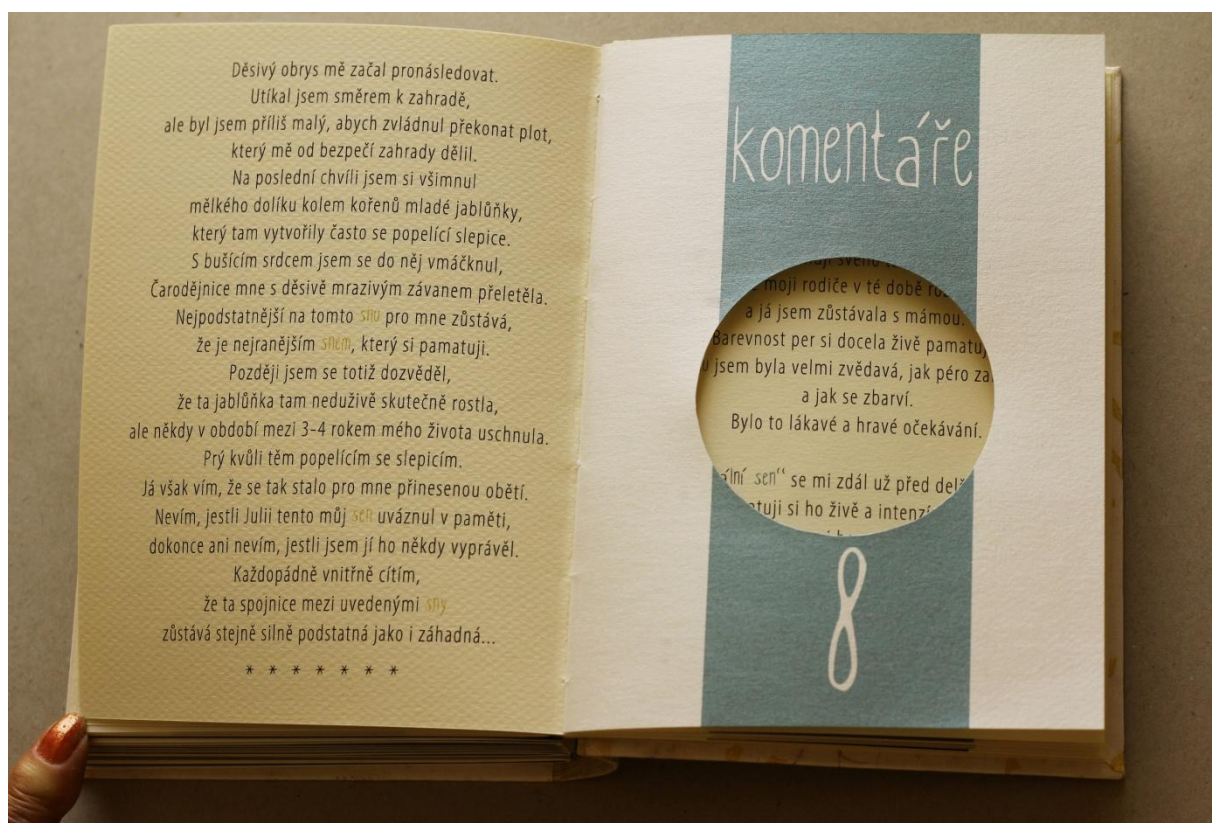 Děsivý obrys mě začal pronásledovat.
Utíkal jsem směrem k zahradě,
ale byl jsem příliš malý, abych zvládnul překonat plot,
který mě od bezpečí zahrady dělil.
Na poslední chvíli jsem si všimnul
mělkého dolíku kolem kořenů mladé jablůňky,
který tam vytvořily často se popelící slepice.
S bušícím srdcem jsem se do něj vmáčknul,
Čarodějnice mne s děsivě mrazivým závanem přeletěla.
Nejpodstatnější na tomto snu pro mne zůstává,
že je nejranějším snem, který si pamatuji.
Později jsem se totiž dozvěděl,
že ta jablůňka tam neduživě skutečně rostla,
ale někdy v období mezi 3-4 rokem mého života uschnula.
Prý kvůli těm popelícím se slepicím.
Já však vím, že se tak stalo pro mne přinesenou obětí.
Nevím, jestli Julii tento můj sen uváznul v paměti,
dokonce ani nevím, jestli jsem jí ho někdy vyprávěl.
Každopádně vnitřně cítím,
že ta spojnice mezi uvedenými sny
zůstává stejně silně podstatná jako i záhadná...
* * * * * * *
komentáře
svého
moji rodiče v té době
a já jsem zůstávala s mámou.
Barevnost per si docela živě
jsem byla velmi zvědavá, jak péro
a jak se zbarví.
Bylo to lákavé a hravé očekávání.
sen“ se mi zdál už před
si ho živě a
8